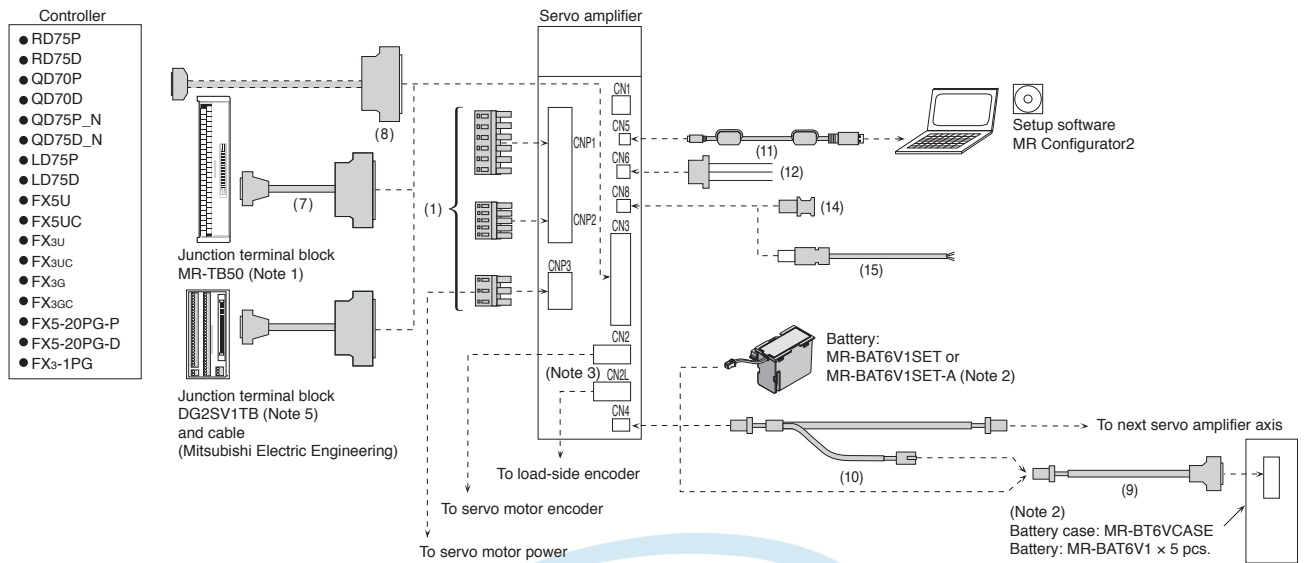 Controller
● RD75P
● RD75D
● QD70P
● QD70D
● QD75P_N
● QD75D_N
● LD75P
● LD75D
● FX5U
● FX5UC
● FX3U
● FX3UC
● FX3G
● FX3GC
● FX5-20PG-P
● FX5-20PG-D
● FX3-1PG
(8)
(7)
Junction terminal block
MR-TB50 (Note 1)
Junction terminal block
DG2SV1TB (Note 5)
and cable
(Mitsubishi Electric Engineering)
(1)
Servo amplifier
CNP1
CNP2
CNP3
CN1
CN5
CN6
CN8
CN3
CN2
(Note 3)
CN2L
CN4
To load-side encoder
To servo motor encoder
To servo motor power
(11)
Setup software
MR Configurator2
(12)
(14)
(15)
Battery:
MR-BAT6V1SET or
MR-BAT6V1SET-A (Note 2)
To next servo amplifier axis
(10)
(9)
(Note 2)
Battery case: MR-BT6VCASE
Battery: MR-BAT6V1 × 5 pcs.